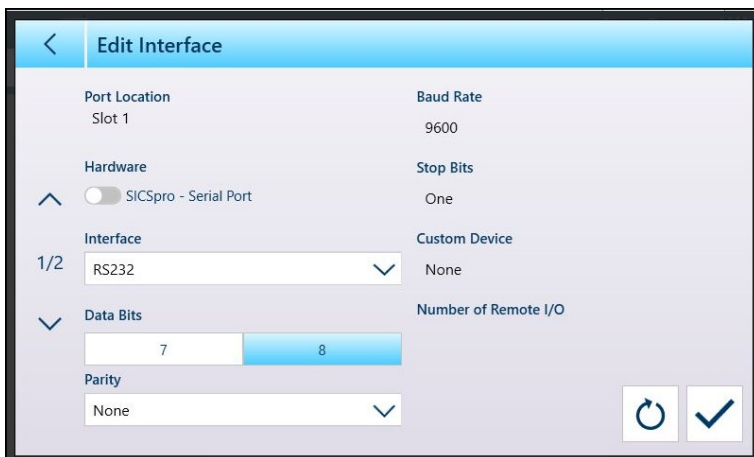 Edit Interface
Port Location
Slot 1
Hardware
SICSpro - Serial Port
1/2
Interface
RS232
Data Bits
7 8
Parity
None
Baud Rate
9600
Stop Bits
One
Custom Device
None
Number of Remote I/O